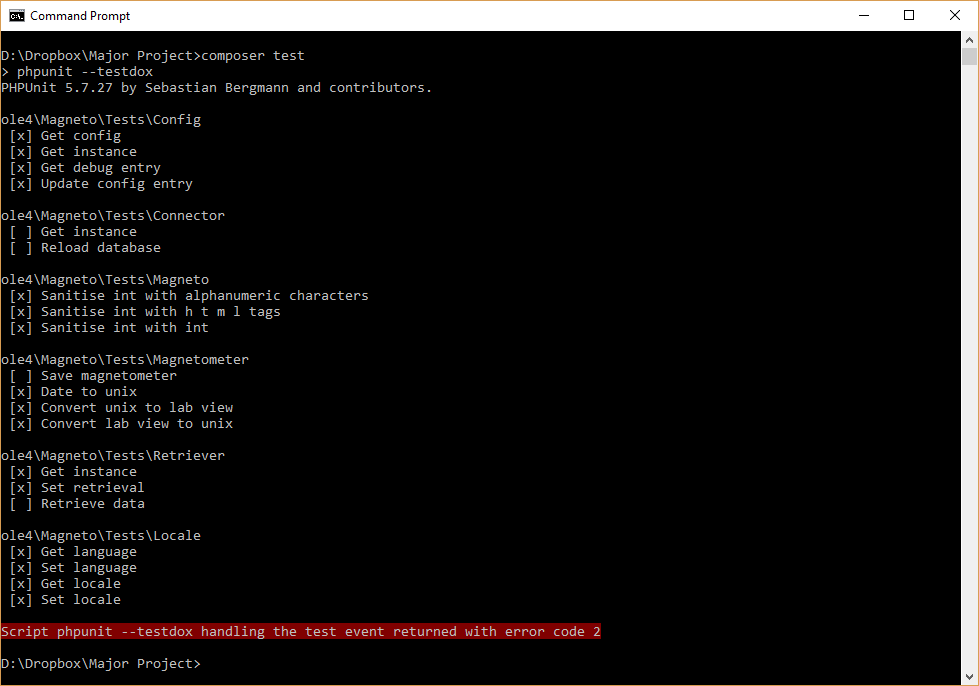 Command Prompt
D:\Dropbox\Major Project>composer test
> phpunit --testdox
PHPUnit 5.7.27 by Sebastian Bergmann and contributors.
ole4\Magneto\Tests\Config
[x] Get config
[x] Get instance
[x] Get debug entry
[x] Update config entry
ole4\Magneto\Tests\Connector
[ ] Get instance
[ ] Reload database
ole4\Magneto\Tests\Magneto
[x] Sanitise int with alphanumeric characters
[x] Sanitise int with h t m l tags
[x] Sanitise int with int
ole4\Magneto\Tests\Magnetometer
[ ] Save magnetometer
[x] Date to unix
[x] Convert unix to lab view
[x] Convert lab view to unix
ole4\Magneto\Tests\Retriever
[x] Get instance
[x] Set retrieval
[ ] Retrieve data
ole4\Magneto\Tests\Locale
[x] Get language
[x] Set language
[x] Get locale
[x] Set locale
Script phpunit --testdox handling the test event returned with error code 2
D:\Dropbox\Major Project>